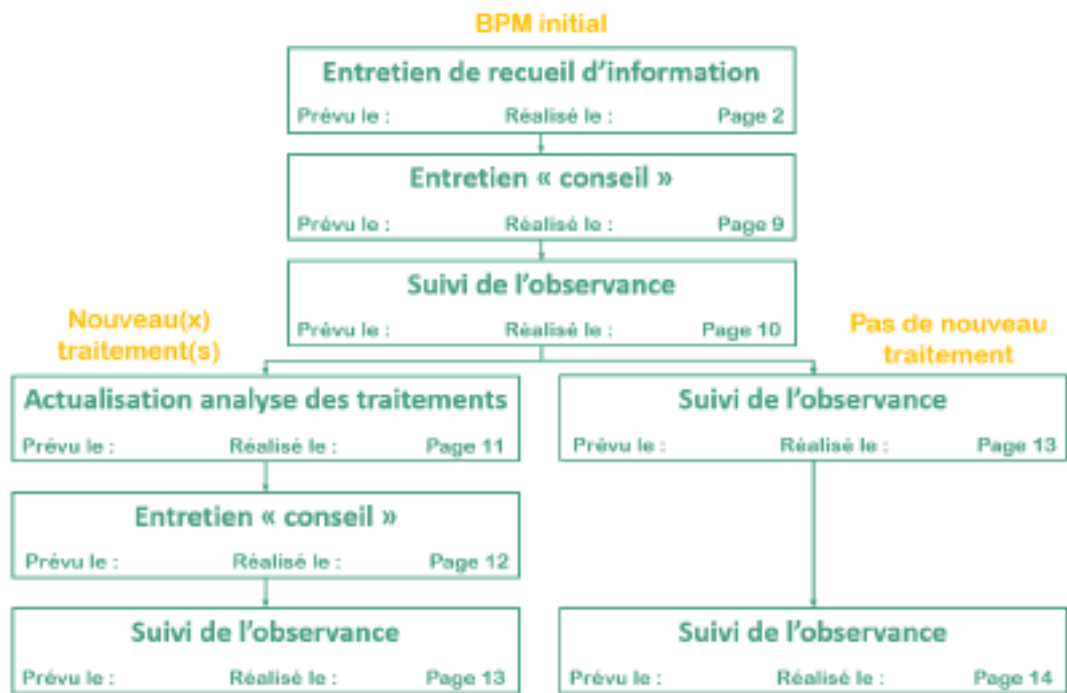 BPM initial
Entretien de recueil d'information
Prévu le : Réalisé le : Page 2
Entretien « conseil »
Prévu le : Réalisé le : Page 9
Suivi de l'observance
Prévu le : Réalisé le : Page 10
Nouveau(x)
traitement(s)
Pas de nouveau
traitement
Actualisation analyse des traitements
Prévu le : Réalisé le : Page 11
Suivi de l'observance
Prévu le : Réalisé le : Page 13
Entretien « conseil »
Prévu le : Réalisé le : Page 12
Suivi de l'observance
Prévu le : Réalisé le : Page 13
Suivi de l'observance
Prévu le : Réalisé le : Page 14